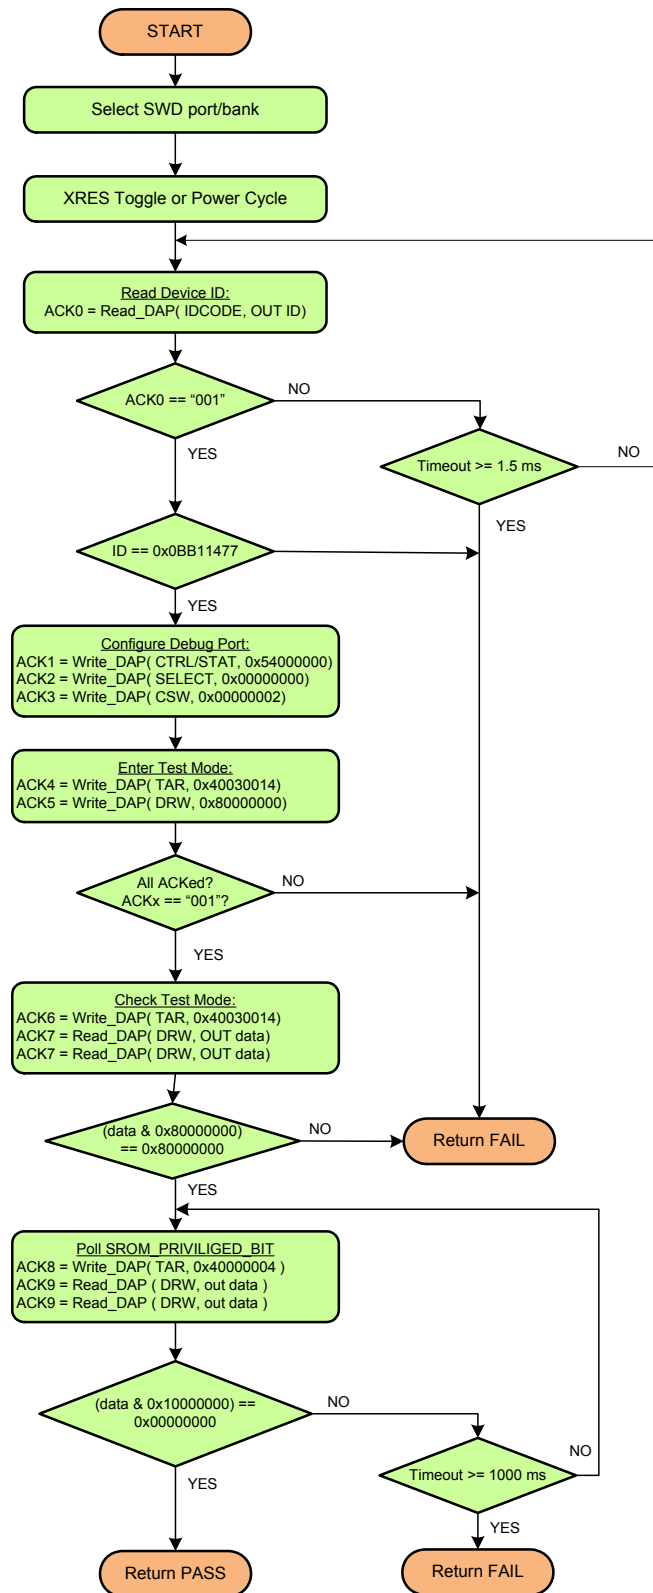 START
Select SWD port/bank
XRES Toggle or Power Cycle
Read Device ID:
ACK0 = Read_DAP( IDCODE, OUT ID)
ACK0 == “001”
NO
YES
Timeout >= 1.5 ms
NO
YES
ID == 0x0BB11477
YES
Configure Debug Port:
ACK1 = Write_DAP( CTRL/STAT, 0x54000000)
ACK2 = Write_DAP( SELECT, 0x00000000)
ACK3 = Write_DAP( CSW, 0x00000002)
Enter Test Mode:
ACK4 = Write_DAP( TAR, 0x40030014)
ACK5 = Write_DAP( DRW, 0x80000000)
All ACKed?
ACKx == “001”?
NO
YES
Check Test Mode:
ACK6 = Write_DAP( TAR, 0x40030014)
ACK7 = Read_DAP( DRW, OUT data)
ACK7 = Read_DAP( DRW, OUT data)
(data & 0x80000000)
== 0x80000000
NO
Return FAIL
YES
Poll SROM_PRIVILIGED_BIT
ACK8 = Write_DAP( TAR, 0x40000004 )
ACK9 = Read_DAP ( DRW, out data )
ACK9 = Read_DAP ( DRW, out data )
(data & 0x10000000) ==
0x00000000
NO
YES
Timeout >= 1000 ms
NO
YES
Return PASS
Return FAIL